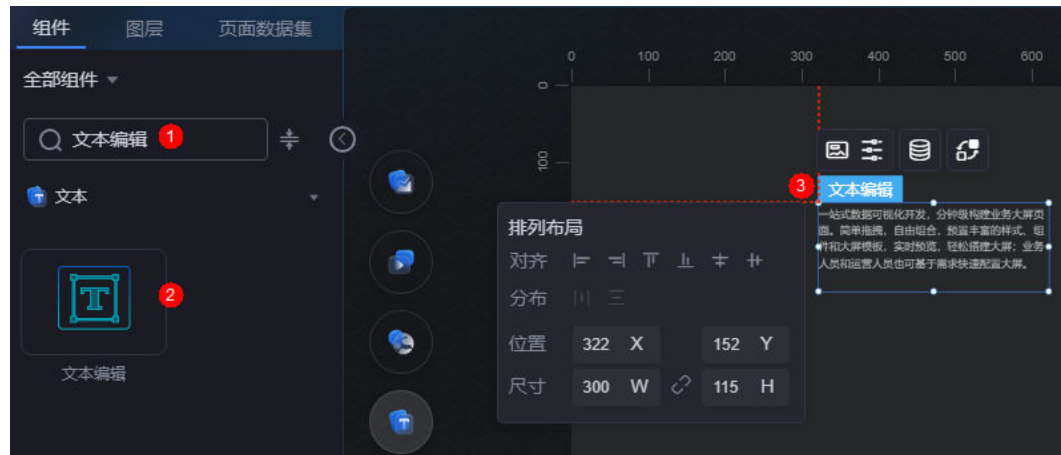 组件 图层 页面数据集
全部组件
文本编辑 1
文本
2
文本编辑
0 100 200 300 400 500 600
0
100
3 文本编辑
一站式数据可视化开发，分钟级构建业务大屏页
面。简单拖拽，自由组合，预置丰富的样式、组
件和大屏模板，实时预览，轻松搭建大屏；业务
人员和运营人员也可基于需求快速配置大屏。
排列布局
对齐
分布
位置 322 X 152 Y
尺寸 300 W 115 H